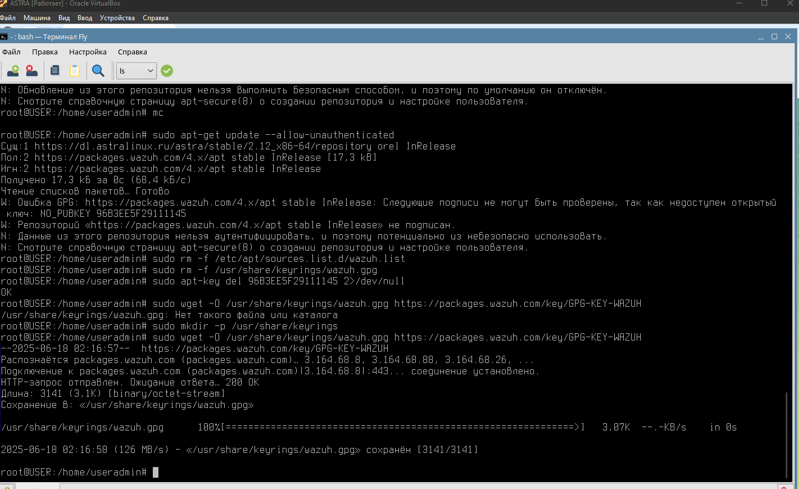 ASTRA [Работает] - Oracle VirtualBox
Файл Машина Вид Ввод Устройства Справка
- : bash — Терминал Fly
Файл Правка Настройка Справка
ls
N: Обновление из этого репозитория нельзя выполнить безопасным способом, и поэтому по умолчанию он отключён.
N: Смотрите справочную страницу apt-secure(8) о создании репозитория и настройке пользователя.
root@USER:/home/useradmin# mc
root@USER:/home/useradmin# sudo apt-get update --allow-unauthenticated
Сущ:1 https://dl.astralinux.ru/astra/stable/2.12_x86-64/repository orel InRelease
Пол:2 https://packages.wazuh.com/4.x/apt stable InRelease [17,3 kB]
Игн:2 https://packages.wazuh.com/4.x/apt stable InRelease
Получено 17,3 kБ за 0с (68,4 kБ/c)
Чтение списков пакетов… Готово
W: Ошибка GPG: https://packages.wazuh.com/4.x/apt stable InRelease: Следующие подписи не могут быть проверены, так как недоступен открытый
ключ: NO_PUBKEY 96B3EE5F29111145
W: Репозиторий «https://packages.wazuh.com/4.x/apt stable InRelease» не подписан.
N: Данные из этого репозитория нельзя аутентифицировать, и поэтому потенциально из небезопасно использовать.
N: Смотрите справочную страницу apt-secure(8) о создании репозитория и настройке пользователя.
root@USER:/home/useradmin# sudo rm -f /etc/apt/sources.list.d/wazuh.list
root@USER:/home/useradmin# sudo rm -f /usr/share/keyrings/wazuh.gpg
root@USER:/home/useradmin# sudo apt-key del 96B3EE5F29111145 2>/dev/null
OK
root@USER:/home/useradmin# sudo wget -O /usr/share/keyrings/wazuh.gpg https://packages.wazuh.com/key/GPG-KEY-WAZUH
/usr/share/keyrings/wazuh.gpg: Нет такого файла или каталога
root@USER:/home/useradmin# sudo mkdir -p /usr/share/keyrings
root@USER:/home/useradmin# sudo wget -O /usr/share/keyrings/wazuh.gpg https://packages.wazuh.com/key/GPG-KEY-WAZUH
--2025-06-18 02:16:57-- https://packages.wazuh.com/key/GPG-KEY-WAZUH
Распознаётся packages.wazuh.com (packages.wazuh.com)… 3.164.68.8, 3.164.68.88, 3.164.68.26, ...
Подключение к packages.wazuh.com (packages.wazuh.com)|3.164.68.8|:443... соединение установлено.
HTTP-запрос отправлен. Ожидание ответа… 200 OK
Длина: 3141 (3,1K) [binary/octet-stream]
Сохранение в: «/usr/share/keyrings/wazuh.gpg»
/usr/share/keyrings/wazuh.gpg 100%[==============================================================>] 3,07K --.-KB/s in 0s
2025-06-18 02:16:58 (126 MB/s) - «/usr/share/keyrings/wazuh.gpg» сохранён [3141/3141]
root@USER:/home/useradmin#